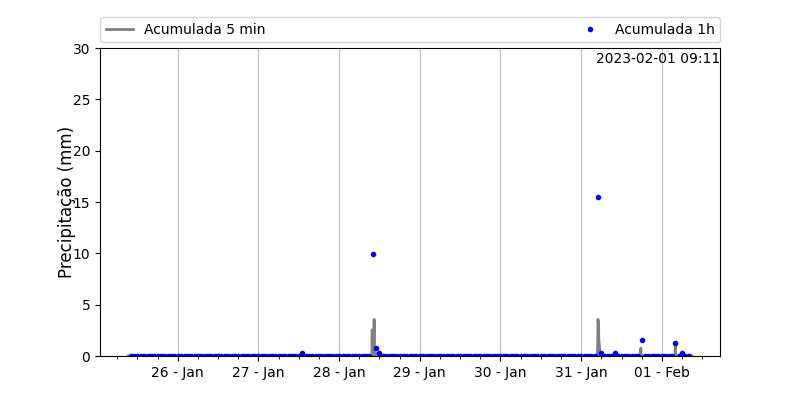 Acumulada 5 min
Acumulada 1h
2023-02-01 09:11
Precipitação (mm)
30
25
20
15
10
5
0
26 - Jan
27 - Jan
28 - Jan
29 - Jan
30 - Jan
31 - Jan
01 - Feb